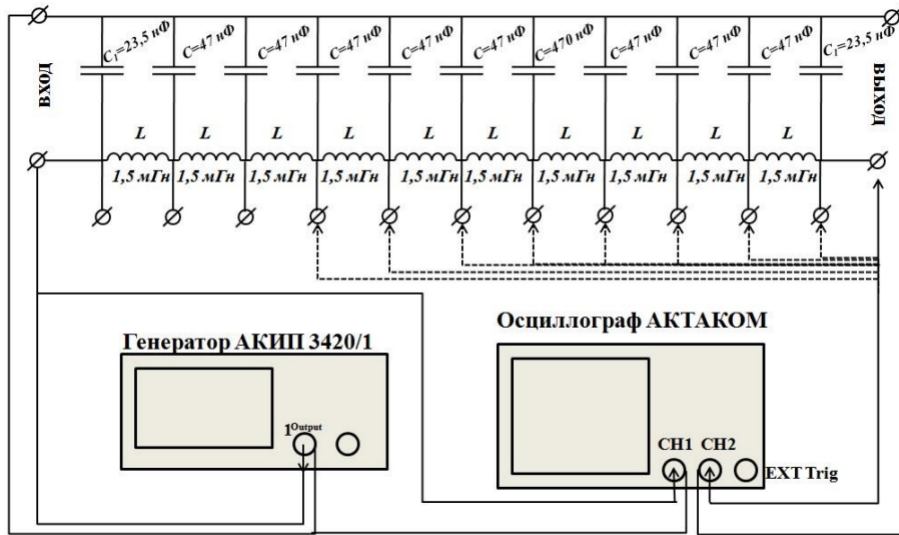 C₁=23,5 нФ
C=47 нФ
C=47 нФ
C=47 нФ
C=47 нФ
C=47 нФ
C=470 нФ
C=47 нФ
C=47 нФ
C=47 нФ
C₁=23,5 нФ
ВХОД
ВЫХОД
L L L L L L L L L L
1,5 мГн 1,5 мГн 1,5 мГн 1,5 мГн 1,5 мГн 1,5 мГн 1,5 мГн 1,5 мГн 1,5 мГн 1,5 мГн
Осциллограф АКТАКОМ
Генератор АКИП 3420/1
1 Output
CH1 CH2
EXT Trig